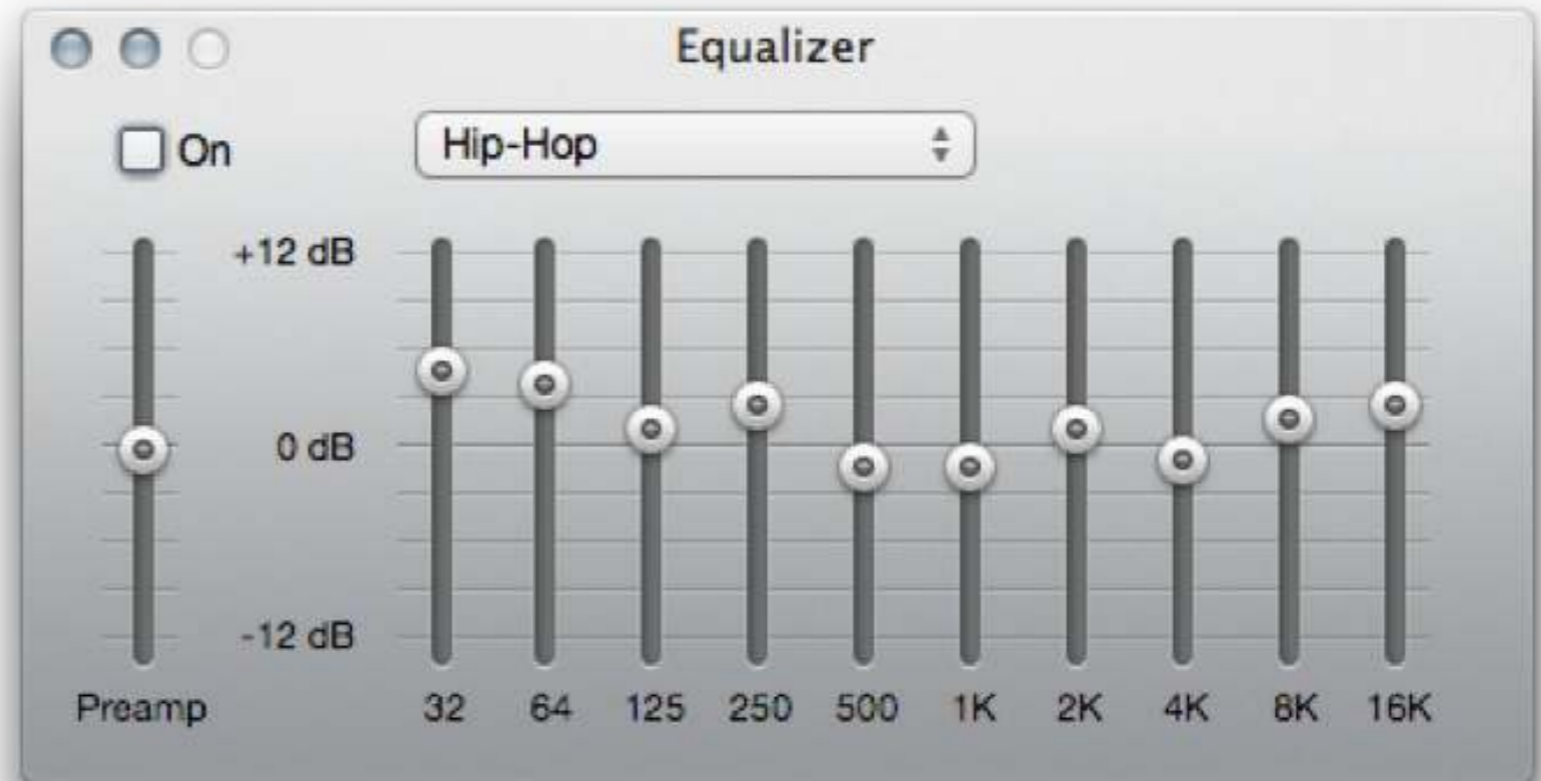 Equalizer
On
Hip-Hop
+12 dB
0 dB
-12 dB
Preamp 32 64 125 250 500 1K 2K 4K 8K 16K